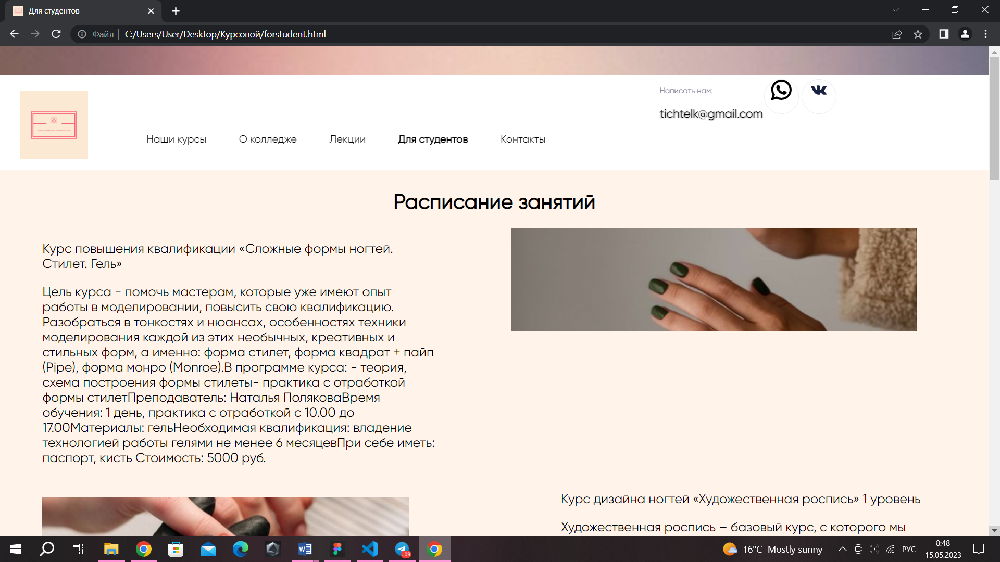 Для студентов
Файл
C:/Users/User/Desktop/Курсовой/forstudent.html
Написать нам:
tichtelk@gmail.com
Наши курсы
О колледже
Лекции
Для студентов
Контакты
Расписание занятий
Курс повышения квалификации «Сложные формы ногтей.
Стилет. Гель»
Цель курса - помочь мастерам, которые уже имеют опыт
работы в моделировании, повысить свою квалификацию.
Разобраться в тонкостях и нюансах, особенностях техники
моделирования каждой из этих необычных, креативных и
стильных форм, а именно: форма стилет, форма квадрат + пайп
(Pipe), форма монро (Monroe).В программе курса: - теория,
схема построения формы стилеты- практика с отработкой
формы стилетПреподаватель: Наталья ПоляковаВремя
обучения: 1 день, практика с отработкой с 10.00 до
17.00Материалы: гельНеобходимая квалификация: владение
технологией работы гелями не менее 6 месяцевПри себе иметь:
паспорт, кисть Стоимость: 5000 руб.
Курс дизайна ногтей «Художественная роспись» 1 уровень
Художественная роспись – базовый курс, с которого мы
16°C Mostly sunny
РУС
8:48
15.05.2023